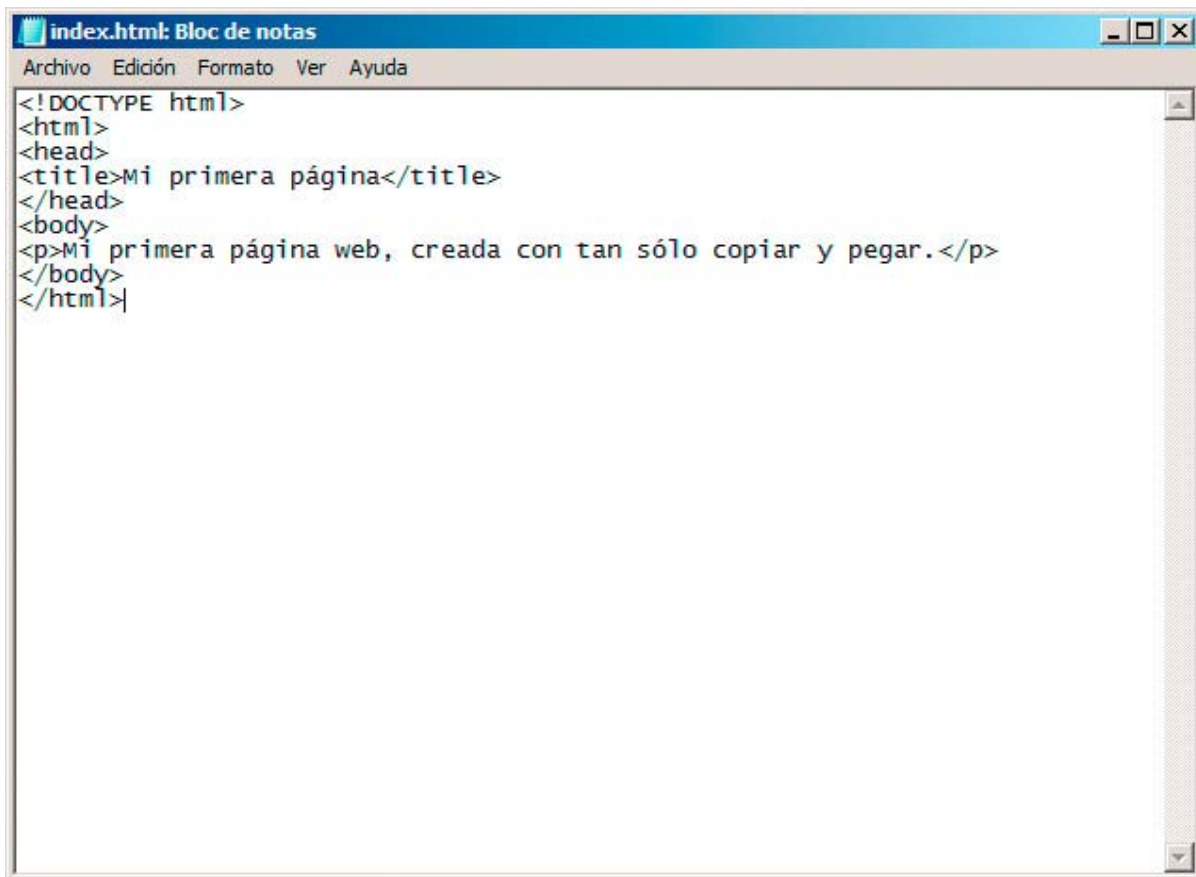 index.html: Bloc de notas
Archivo Edición Formato Ver Ayuda
<!DOCTYPE html>
<html>
<head>
<title>Mi primera página</title>
</head>
<body>
<p>Mi primera página web, creada con tan sólo copiar y pegar.</p>
</body>
</html>